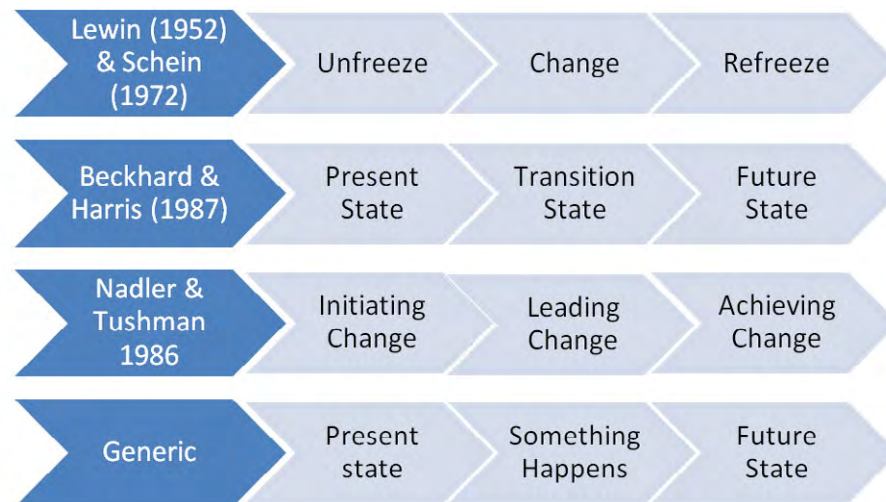 Lewin (1952)
& Schein
(1972)
Unfreeze
Change
Refreeze
Beckhard &
Harris (1987)
Present
State
Transition
State
Future
State
Nadler &
Tushman
1986
Initiating
Change
Leading
Change
Achieving
Change
Generic
Present
state
Something
Happens
Future
State